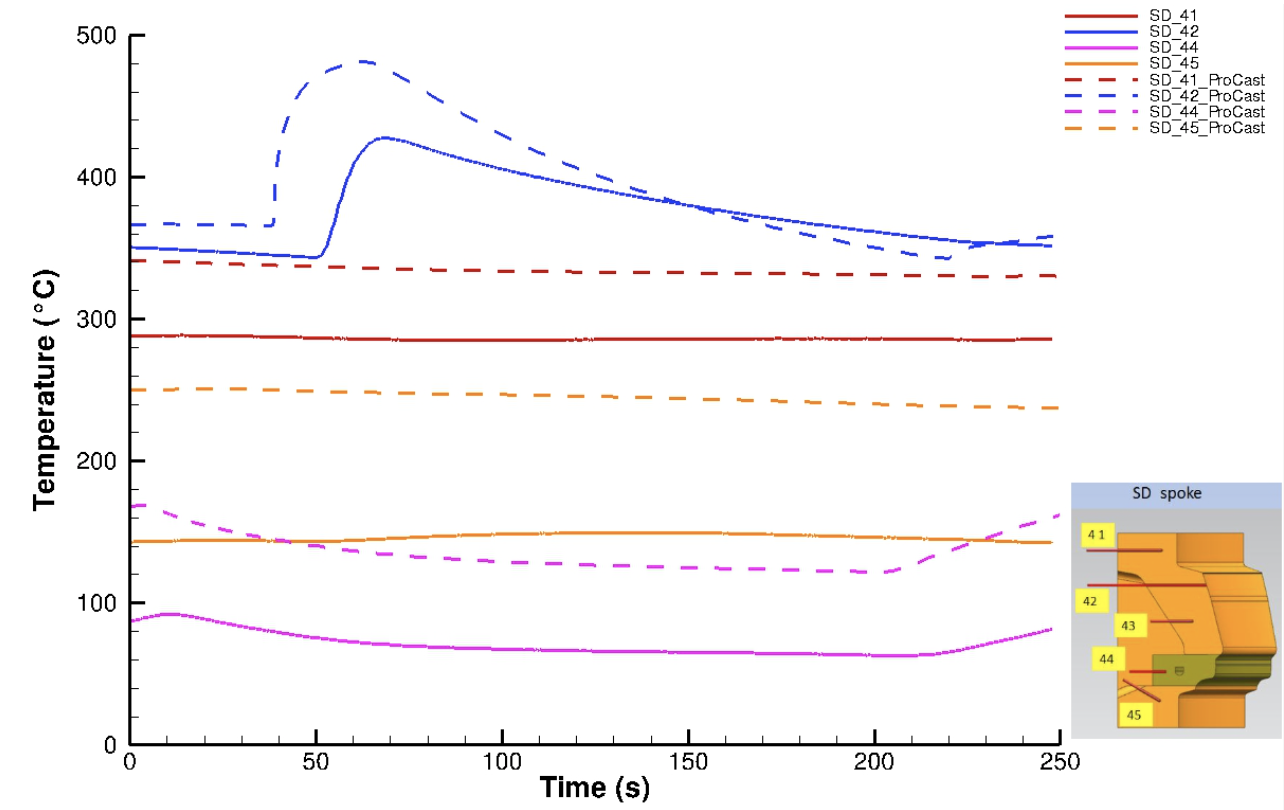 500
400
300
200
100
0
Temperature (°C)
0
50
100
150
200
250
Time (s)
SD_41
SD_42
SD_44
SD_45
SD_41_ProCast
SD_42_ProCast
SD_44_ProCast
SD_45_ProCast
SD spoke
41
42
43
44
45